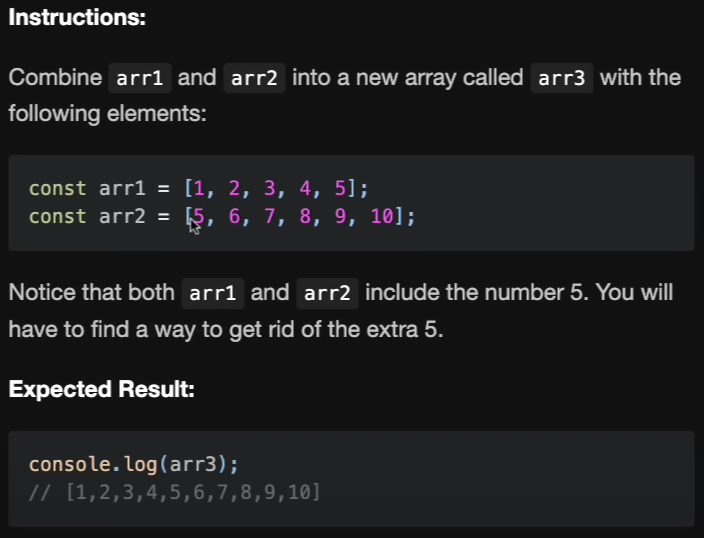 Instructions:
Combine arr1 and arr2 into a new array called arr3 with the
following elements:
const arr1 = [1, 2, 3, 4, 5];
const arr2 = [5, 6, 7, 8, 9, 10];
Notice that both arr1 and arr2 include the number 5. You will
have to find a way to get rid of the extra 5.
Expected Result:
console.log(arr3);
// [1,2,3,4,5,6,7,8,9,10]